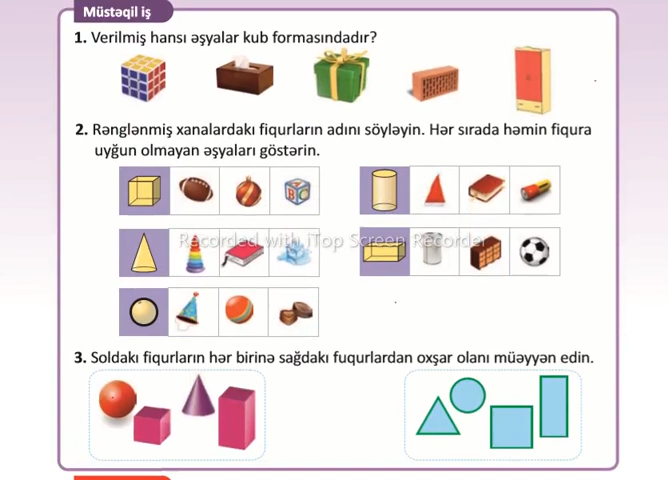 Müstəqil iş
1. Verilmiş hansı əşyalar kub formasındadır?
2. Rənglənmiş xanalardakı fiqurların adını söyləyin. Hər sırada həmin fiqura
uyğun olmayan əşyaları göstərin.
Recorded with iTop Screen Recorder
3. Soldakı fiqurların hər birinə sağdakı fuqurlardan oxşar olanı müəyyən edin.